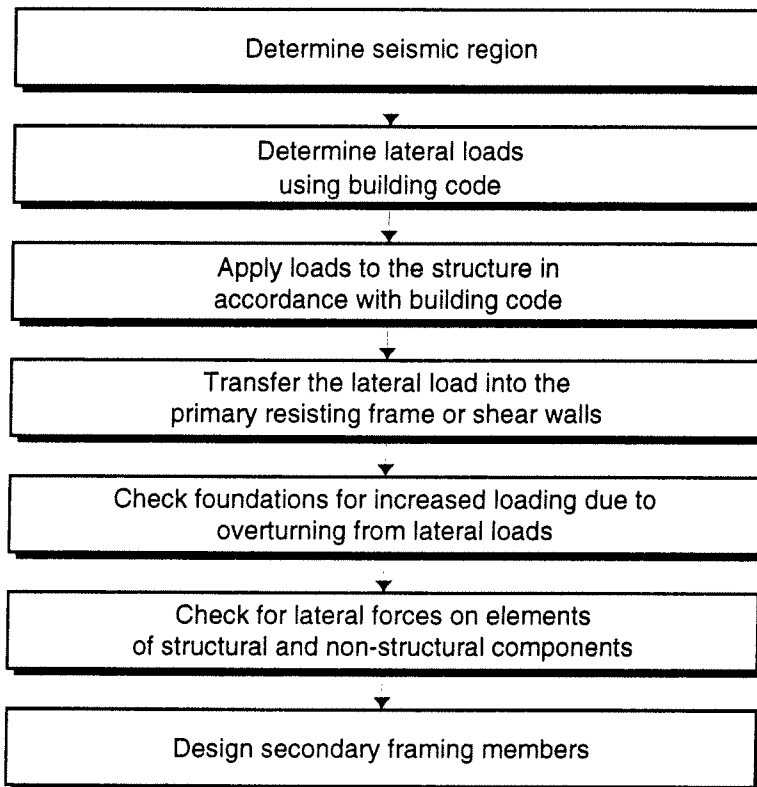 Determine seismic region
Determine lateral loads
using building code
Apply loads to the structure in
accordance with building code
Transfer the lateral load into the
primary resisting frame or shear walls
Check foundations for increased loading due to
overturning from lateral loads
Check for lateral forces on elements
of structural and non-structural components
Design secondary framing members